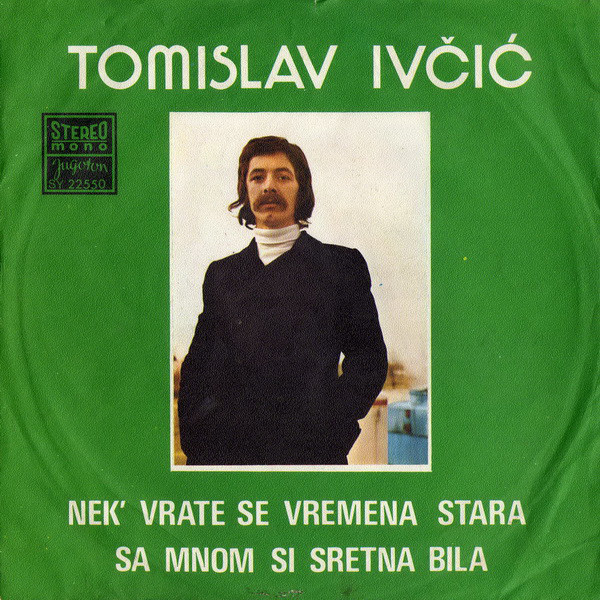 TOMISLAV IVČIĆ
STEREO
mono
Jugoton
SY 22550
NEK' VRATE SE VREMENA STARA
SA MNOM SI SRETNA BILA